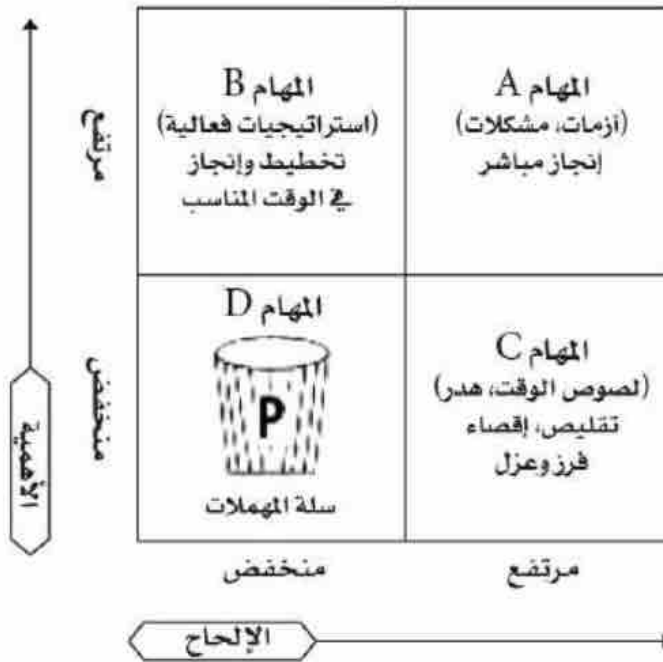 المهام A
(أزمات، مشكلات)
إنجاز مباشر
المهام B
(استراتيجيات فعالية)
تخطيط وإنجاز
في الوقت المناسب
مرتفع
المهام C
(لصوص الوقت، هدر)
تقليص، إقصاء
فرز وعزل
المهام D
P
سلة المهملات
منخفض
الأهمية
مرتفع
منخفض
الإلحاح